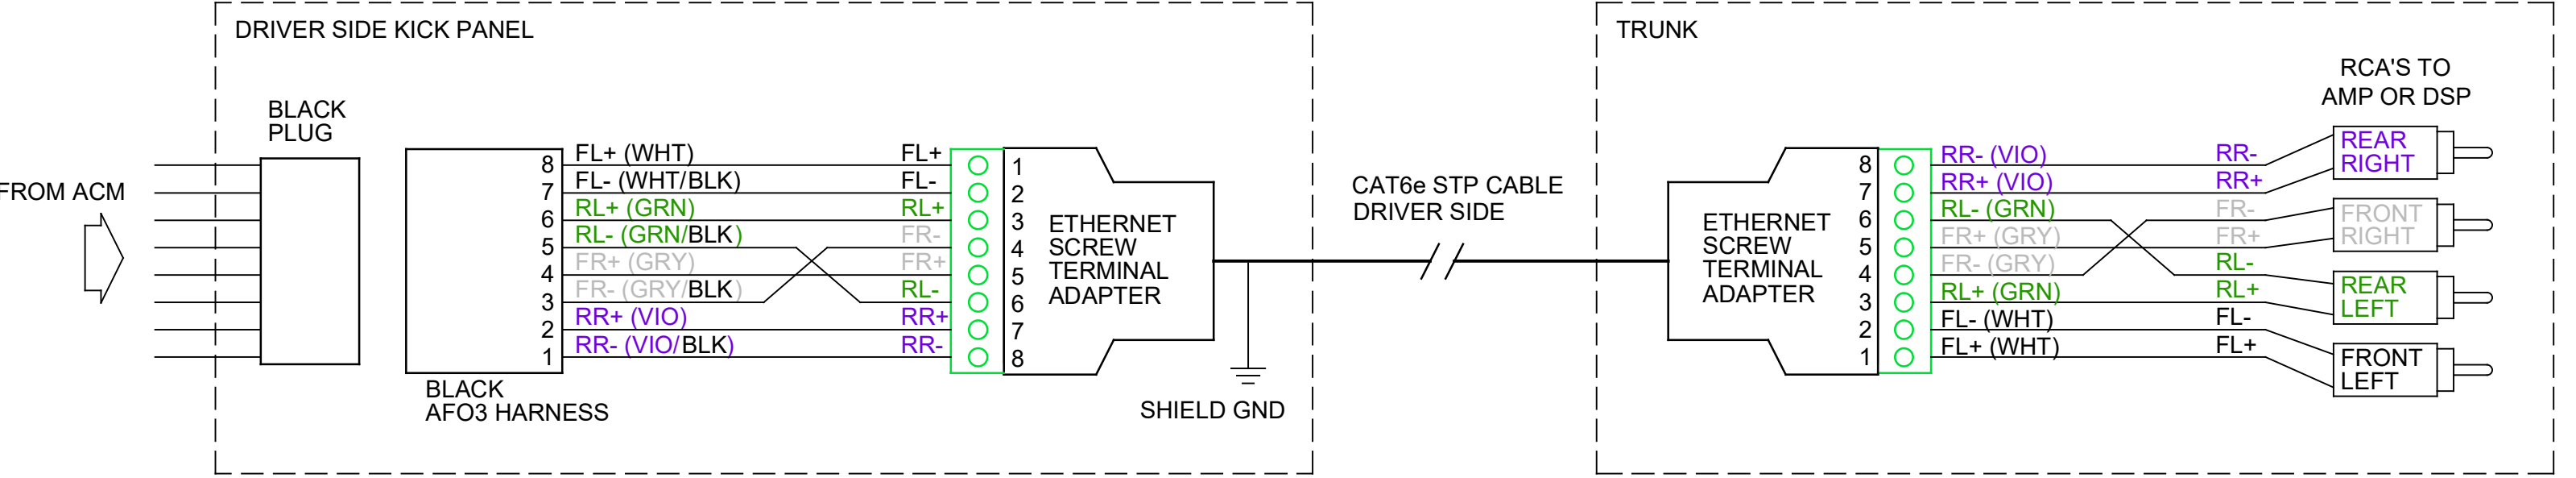 DRIVER SIDE KICK PANEL
FROM ACM
BLACK
PLUG
8
7
6
5
4
3
2
1
FL+ (WHT)
FL- (WHT/BLK)
RL+ (GRN)
RL- (GRN/BLK)
FR+ (GRY)
FR- (GRY/BLK)
RR+ (VIO)
RR- (VIO/BLK)
BLACK
AFO3 HARNESS
FL+
FL-
RL+
FR-
FR+
RL-
RR+
RR-
1
2
3
4
5
6
7
8
ETHERNET
SCREW
TERMINAL
ADAPTER
SHIELD GND
CAT6e STP CABLE
DRIVER SIDE
TRUNK
ETHERNET
SCREW
TERMINAL
ADAPTER
8
7
6
5
4
3
2
1
RR- (VIO)
RR+ (VIO)
RL- (GRN)
FR+ (GRY)
FR- (GRY)
RL+ (GRN)
FL- (WHT)
FL+ (WHT)
RR-
RR+
FR-
FR+
RL-
RL+
FL-
FL+
RCA'S TO
AMP OR DSP
REAR
RIGHT
FRONT
RIGHT
REAR
LEFT
FRONT
LEFT